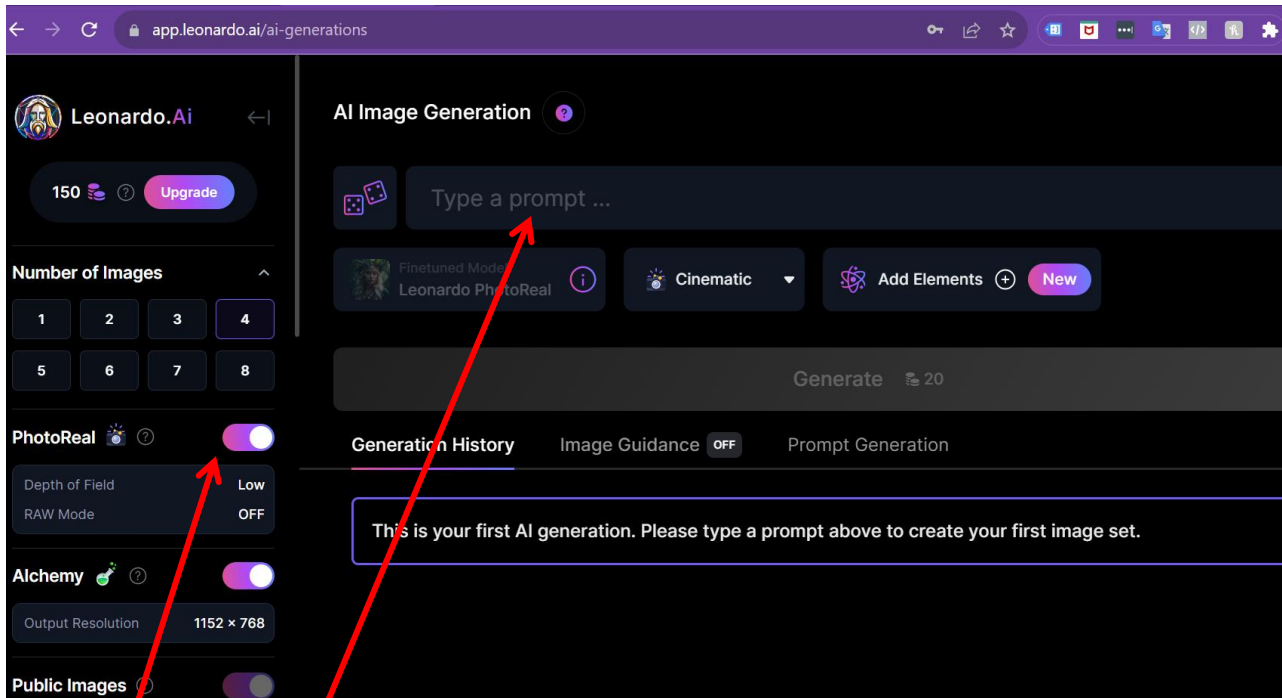 app.leonardo.ai/ai-generations
Leonardo.Ai
150 Upgrade
Number of Images
1 2 3 4
5 6 7 8
PhotoReal
Depth of Field Low
RAW Mode OFF
Alchemy
Output Resolution 1152 × 768
Public Images
AI Image Generation
Type a prompt ...
Finetuned Model
Leonardo PhotoReal
Cinematic
Add Elements New
Generate 20
Generation History Image Guidance OFF Prompt Generation
This is your first AI generation. Please type a prompt above to create your first image set.